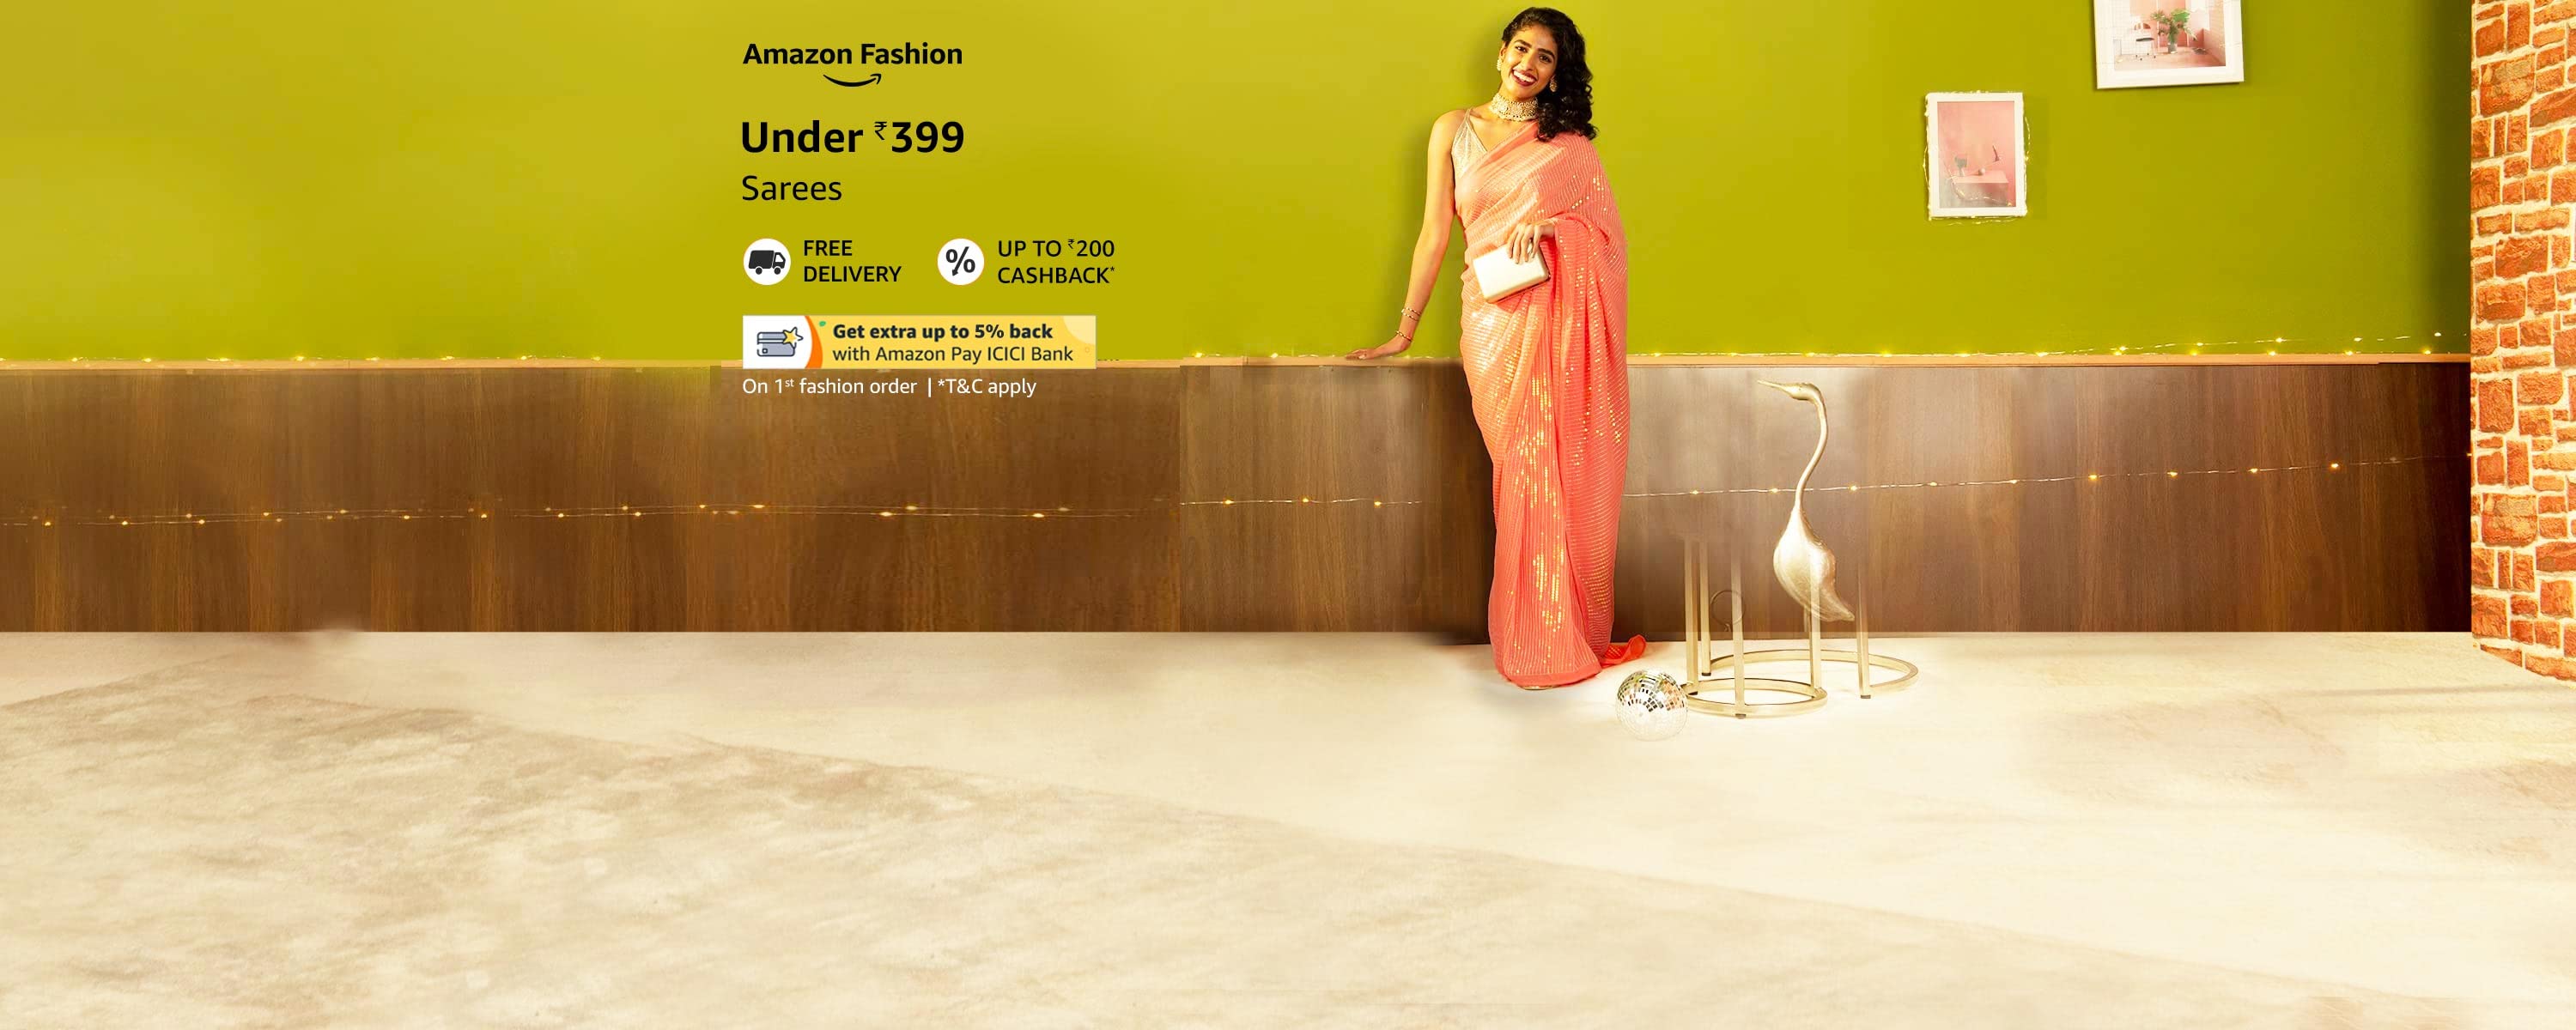 Amazon Fashion
Under ₹399
Sarees
FREE
DELIVERY
UP TO ₹200
CASHBACK*
Get extra up to 5% back
with Amazon Pay ICICI Bank
On 1st fashion order | *T&C apply